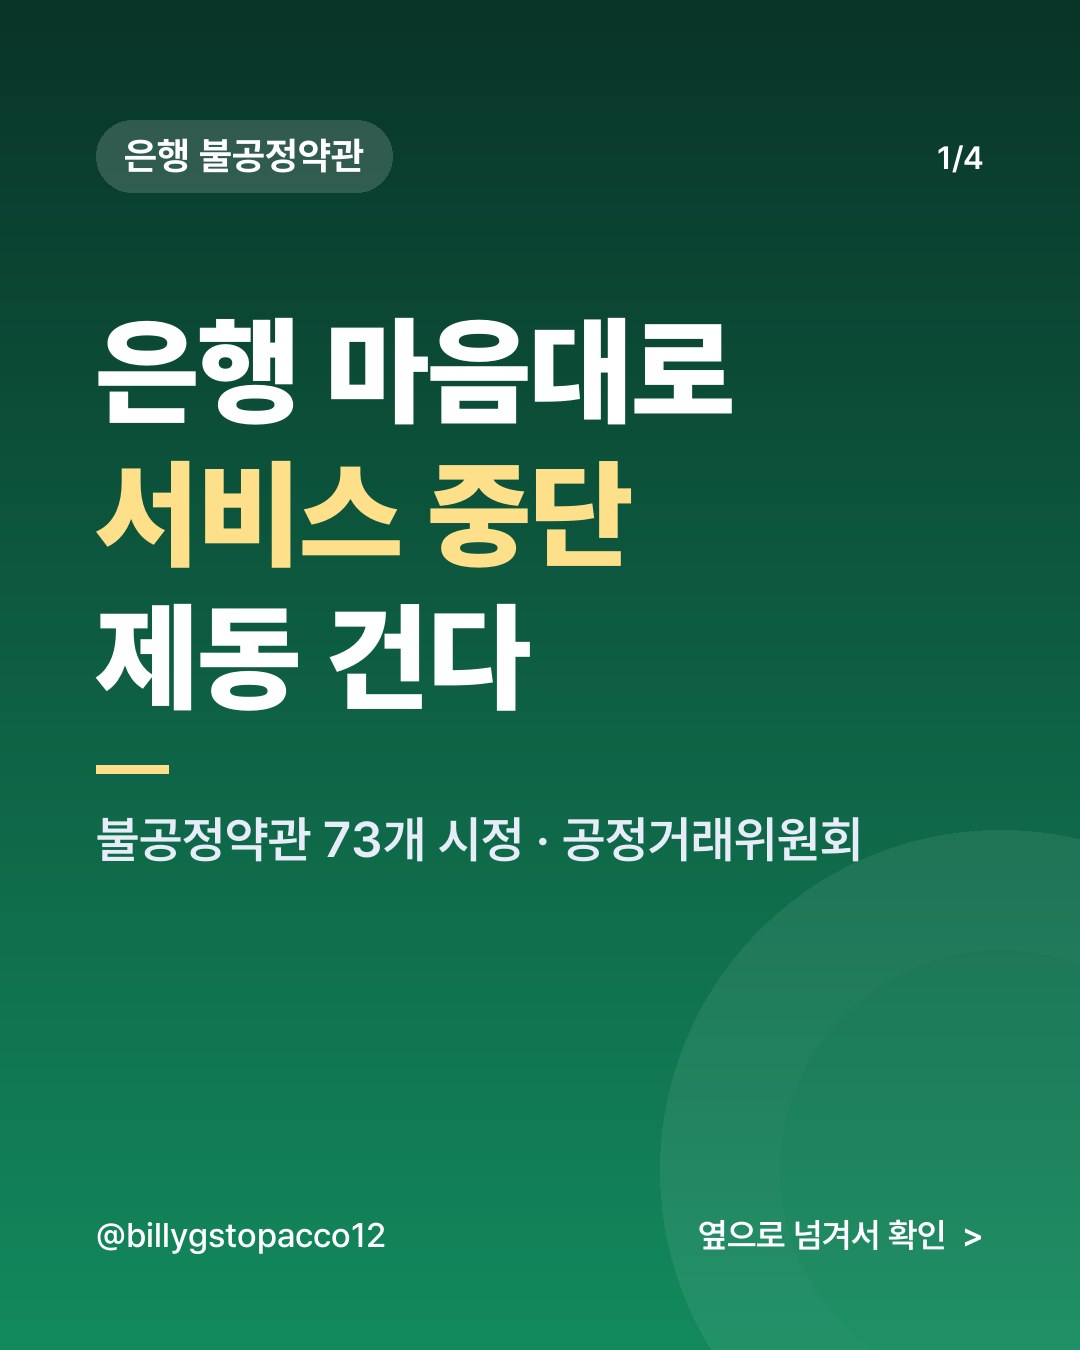 은행 불공정약관
1/4
은행 마음대로
서비스 중단
제동 건다
불공정약관 73개 시정 · 공정거래위원회
@billygstopacco12
옆으로 넘겨서 확인 >